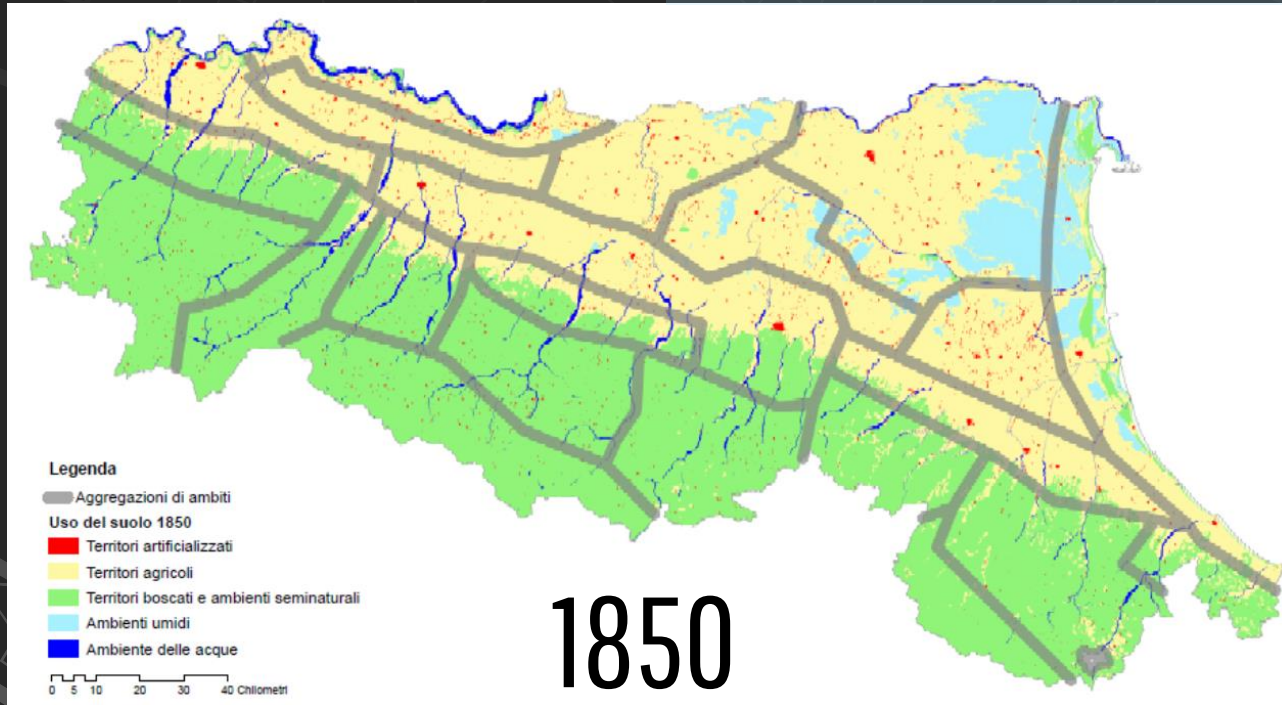 Legenda
Aggregazioni di ambiti
Uso del suolo 1850
Territori artificializzati
Territori agricoli
Territori boscati e ambienti seminaturali
Ambienti umidi
Ambiente delle acque
0 5 10 20 30 40 Chilometri
1850